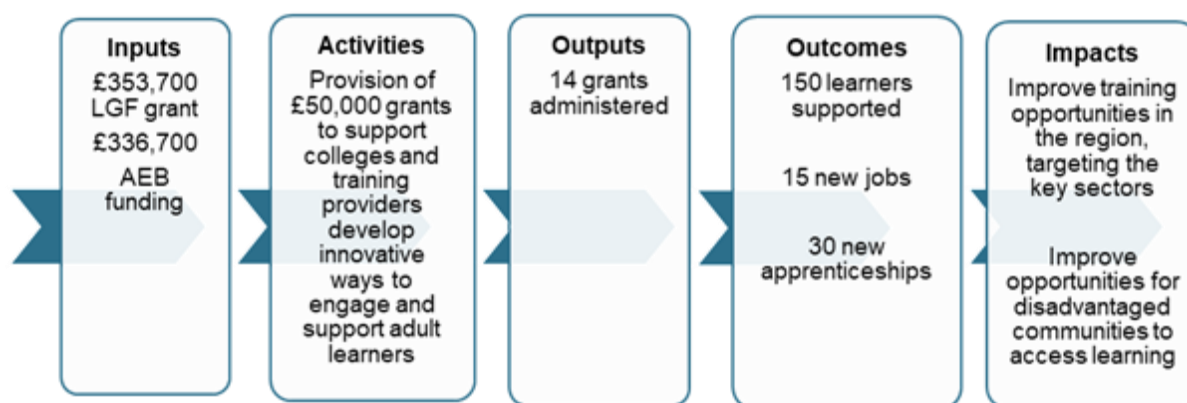 Inputs
£353,700
LGF grant
£336,700
AEB
funding
Activities
Provision of
£50,000 grants
to support
colleges and
training
providers
develop
innovative
ways to
engage and
support adult
learners
Outputs
14 grants
administered
Outcomes
150 learners
supported
15 new jobs
30 new
apprenticeships
Impacts
Improve training
opportunities in
the region,
targeting the
key sectors
Improve
opportunities for
disadvantaged
communities to
access learning